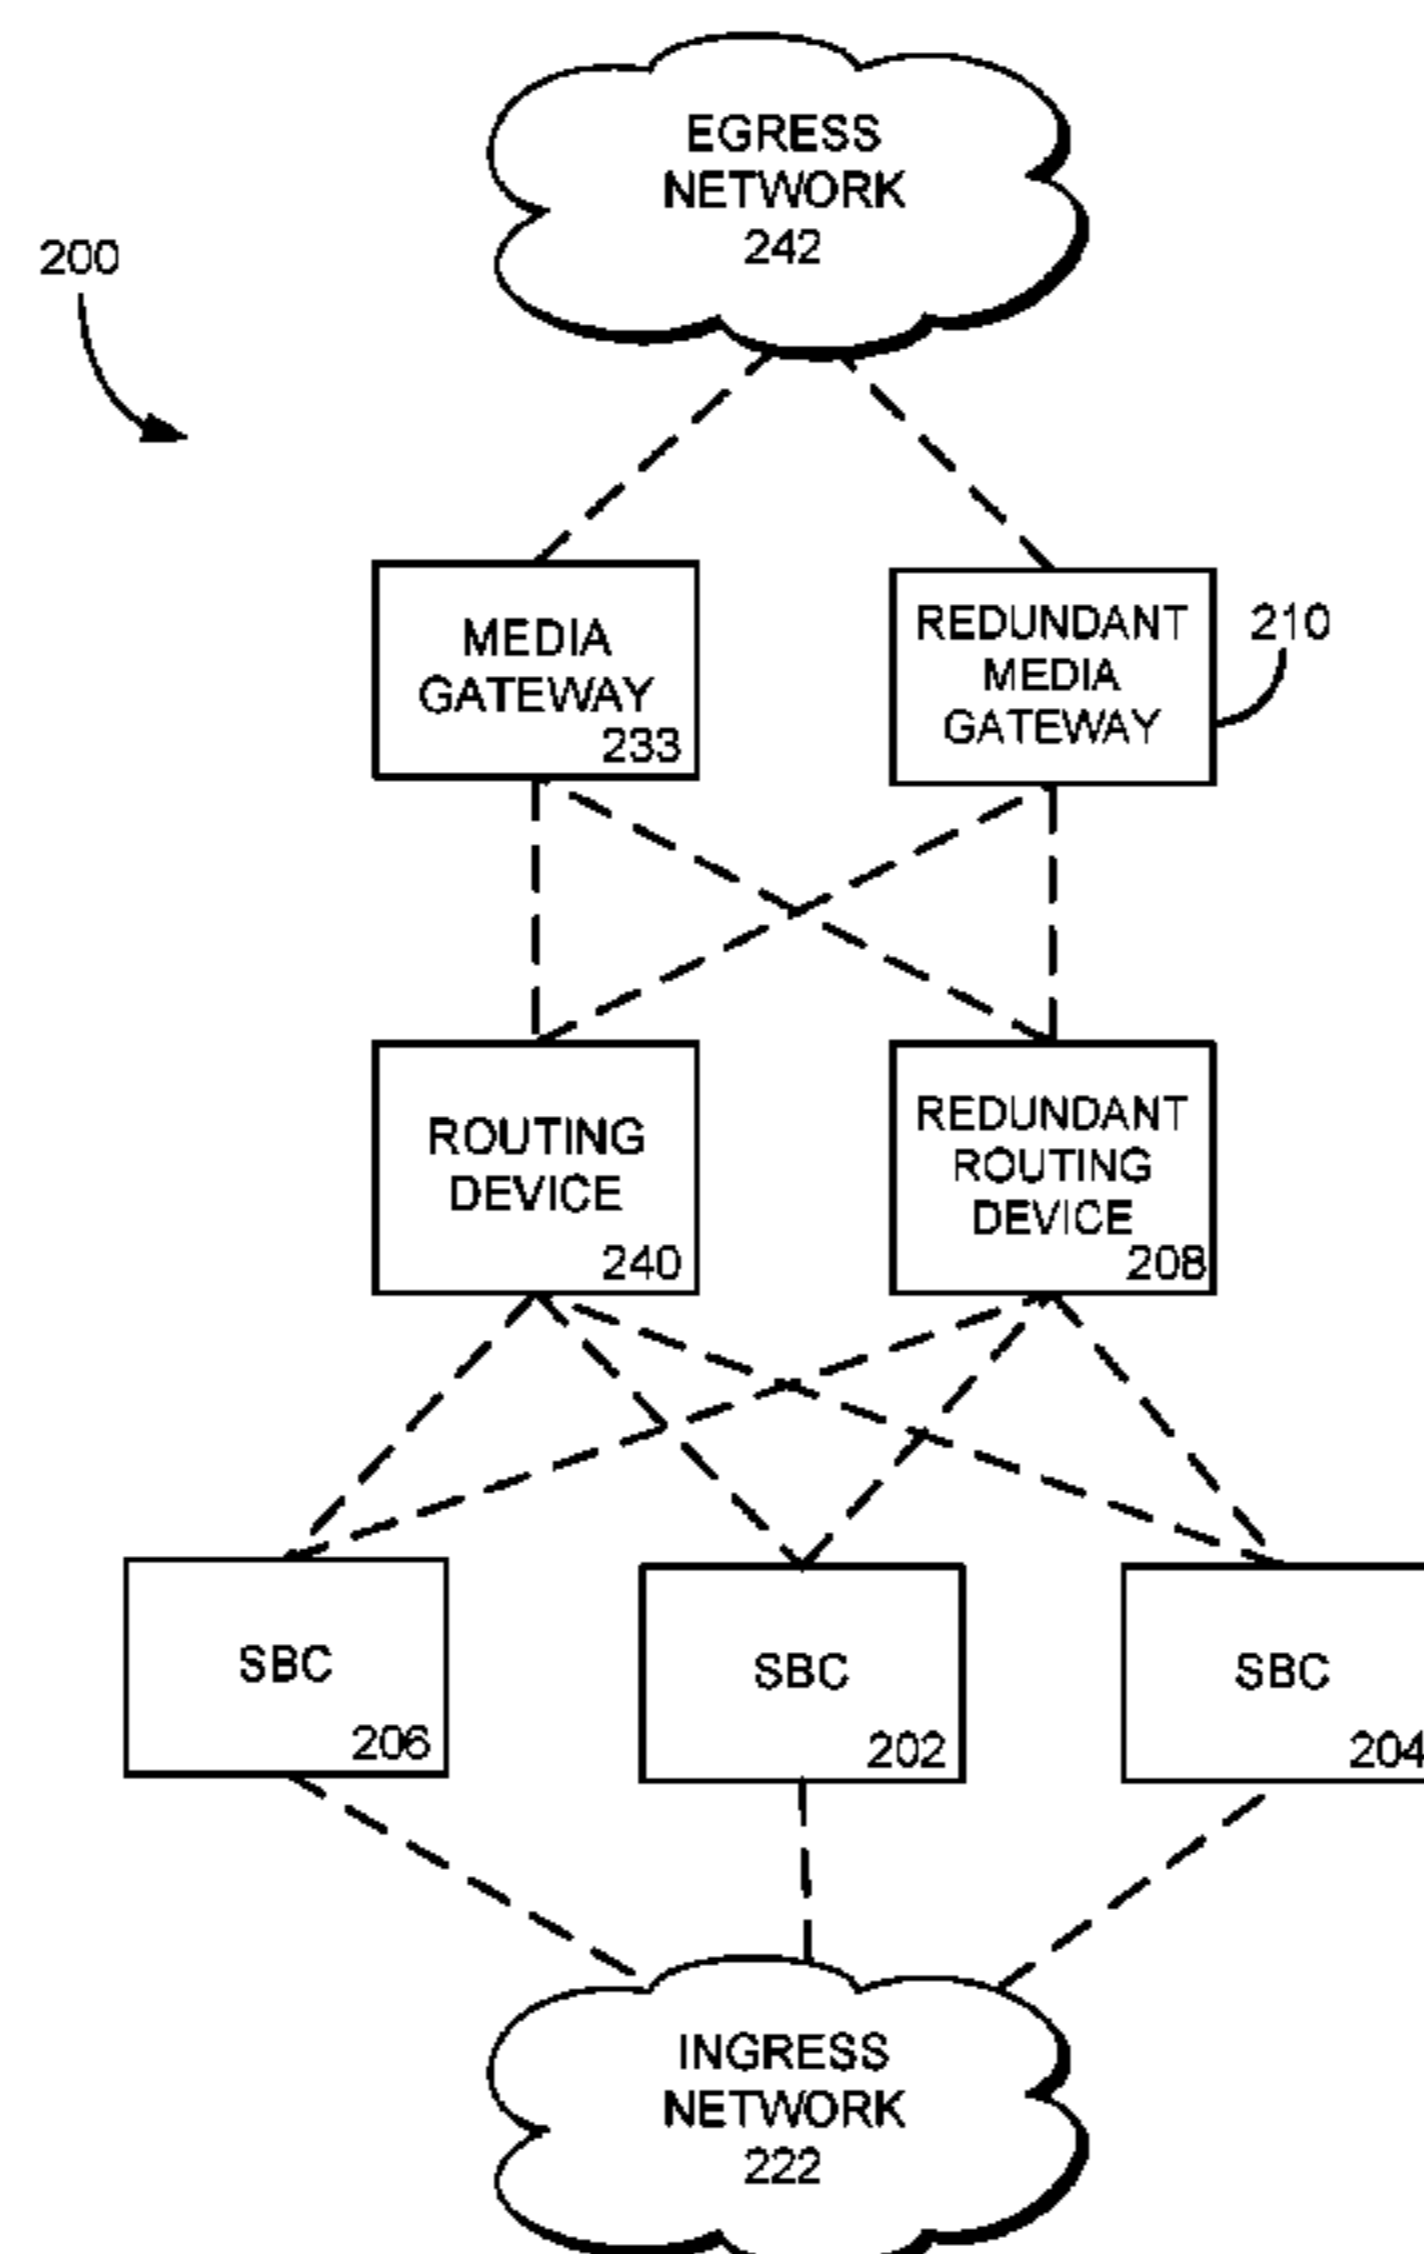 EGRESS
NETWORK
242
200
MEDIA
GATEWAY
233
REDUNDANT
MEDIA
GATEWAY
210
ROUTING
DEVICE
240
REDUNDANT
ROUTING
DEVICE
208
SBC
206
SBC
202
SBC
204
INGRESS
NETWORK
222